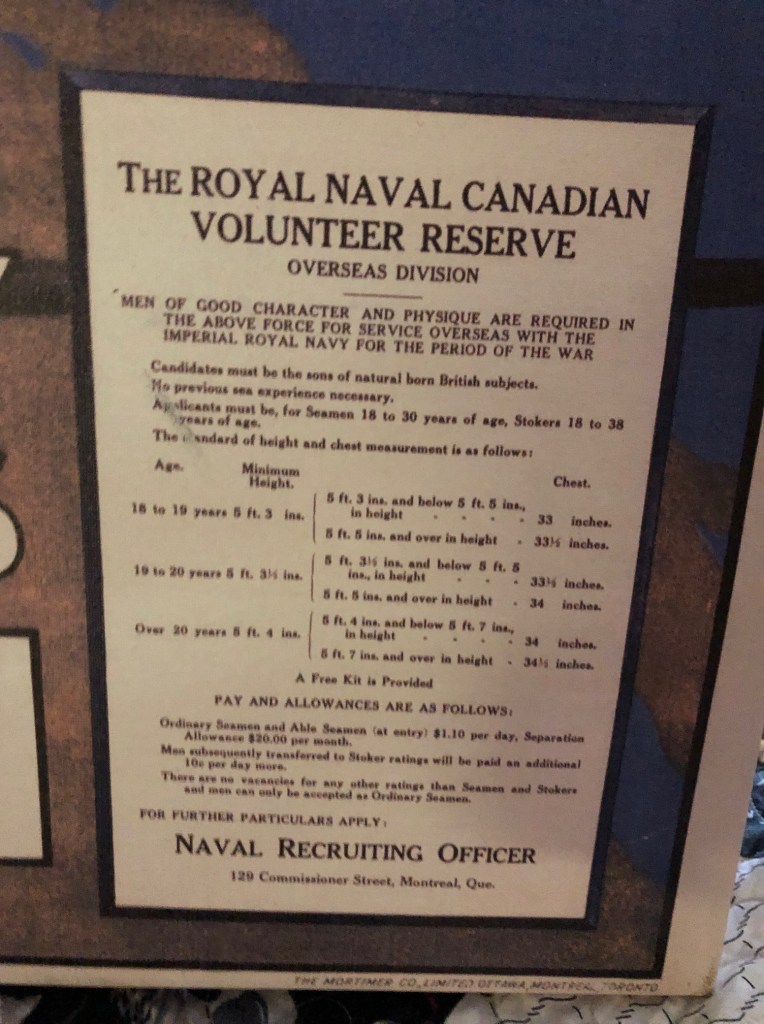 THE ROYAL NAVAL CANADIAN
VOLUNTEER RESERVE
OVERSEAS DIVISION
MEN OF GOOD CHARACTER AND PHYSIQUE ARE REQUIRED IN
THE ABOVE FORCE FOR SERVICE OVERSEAS WITH THE
IMPERIAL ROYAL NAVY FOR THE PERIOD OF THE WAR
Candidates must be the sons of natural born British subjects.
No previous sea experience necessary.
Applicants must be, for Seamen 18 to 30 years of age, Stokers 18 to 38
years of age.
The standard of height and chest measurement is as follows:
Age. Minimum Height. Chest.
18 to 19 years 5 ft. 3 ins. 5 ft. 3 ins. and below 5 ft. 5 ins.,
in height - - - - 33 inches.
5 ft. 5 ins. and over in height - 33½ inches.
19 to 20 years 5 ft. 3½ ins. 5 ft. 3½ ins. and below 5 ft. 5
ins., in height - - - 33½ inches.
5 ft. 5 ins. and over in height - 34 inches.
Over 20 years 5 ft. 4 ins. 5 ft. 4 ins. and below 5 ft. 7 ins.,
in height - - - - 34 inches.
5 ft. 7 ins. and over in height - 34½ inches.
A Free Kit is Provided
PAY AND ALLOWANCES ARE AS FOLLOWS:
Ordinary Seamen and Able Seamen (at entry) $1.10 per day, Separation
Allowance $20.00 per month.
Men subsequently transferred to Stoker ratings will be paid an additional
10c per day more.
There are no vacancies for any other ratings than Seamen and Stokers
and men can only be accepted as Ordinary Seamen.
FOR FURTHER PARTICULARS APPLY:
NAVAL RECRUITING OFFICER
129 Commissioner Street, Montreal, Que.
THE MORTIMER CO., LIMITED OTTAWA, MONTREAL, TORONTO